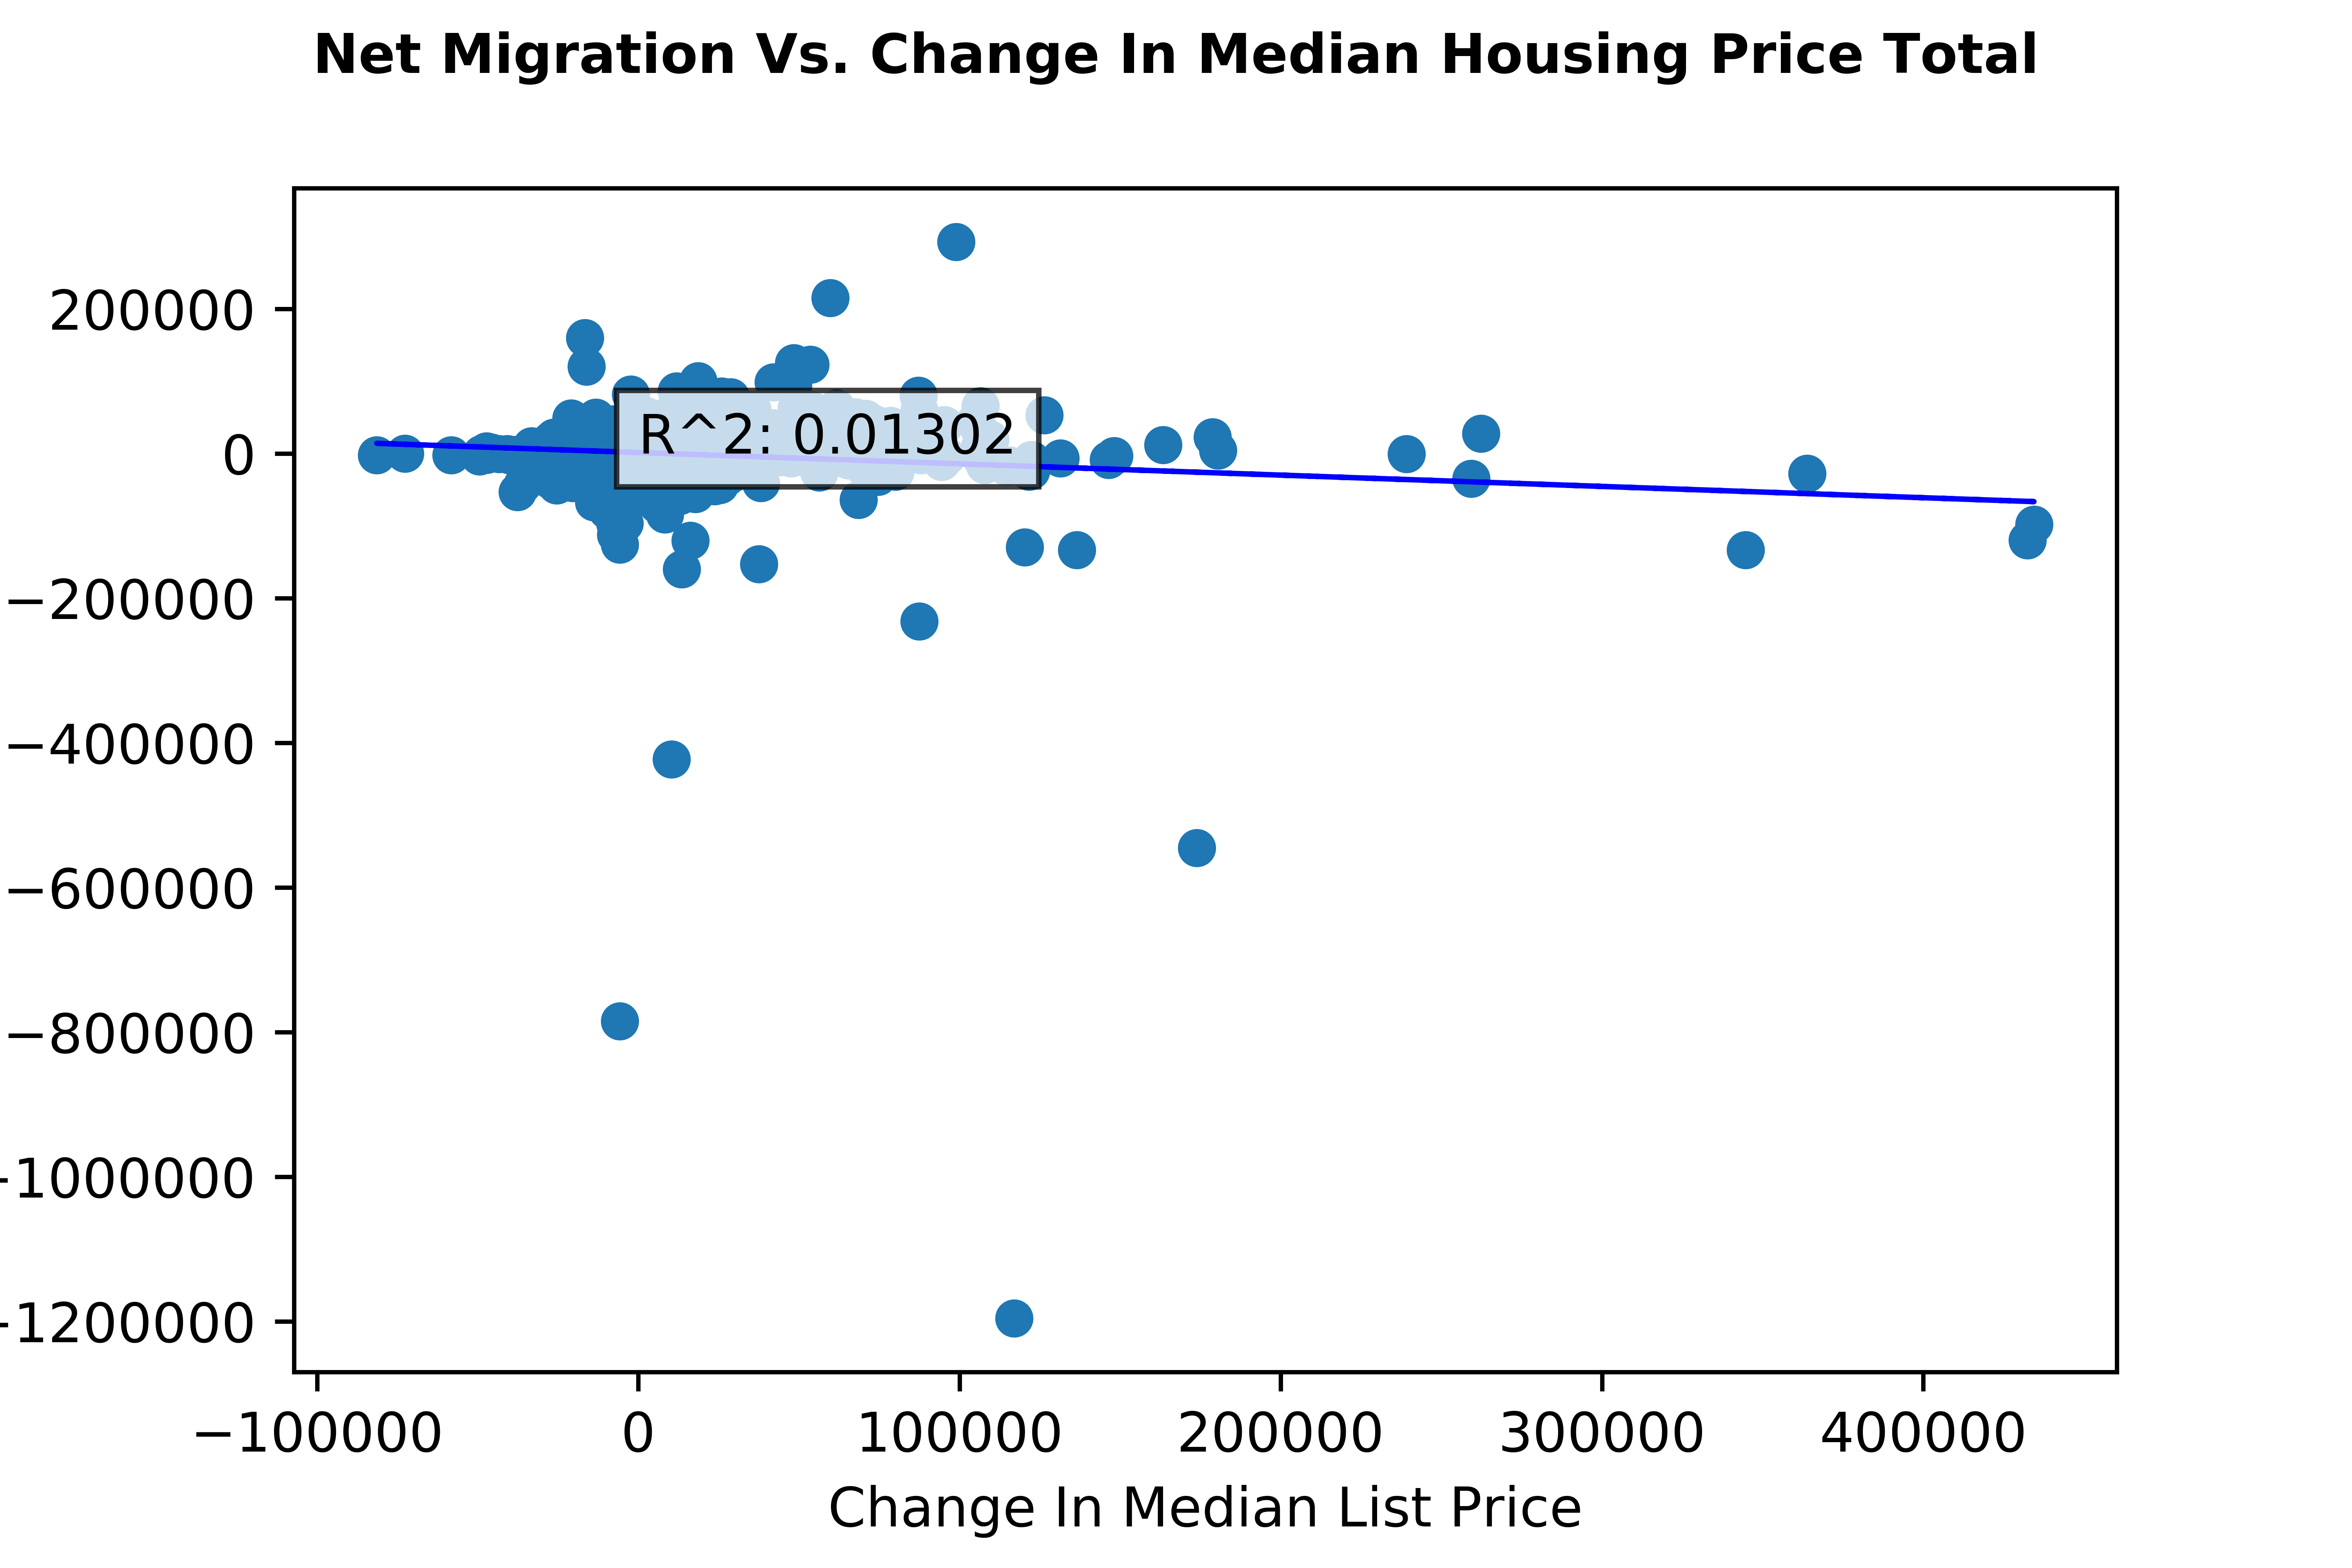 Net Migration Vs. Change In Median Housing Price Total
200000
0
−200000
−400000
−600000
−800000
−1000000
−1200000
R^2: 0.01302
−100000 0 100000 200000 300000 400000
Change In Median List Price